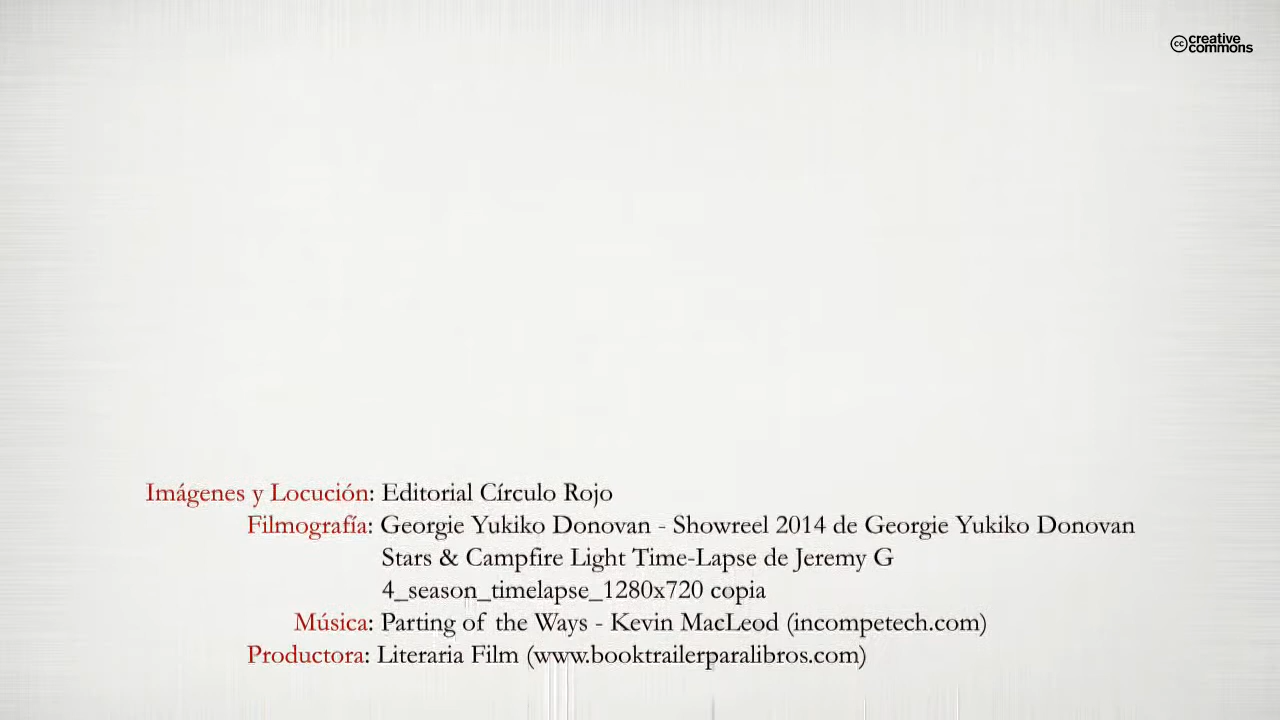 creative
commons
Imágenes y Locución: Editorial Círculo Rojo
Filmografía: Georgie Yukiko Donovan - Showreel 2014 de Georgie Yukiko Donovan
Stars & Campfire Light Time-Lapse de Jeremy G
4_season_timelapse_1280x720 copia
Música: Parting of the Ways - Kevin MacLeod (incompetech.com)
Productora: Literaria Film (www.booktrailerparalibros.com)